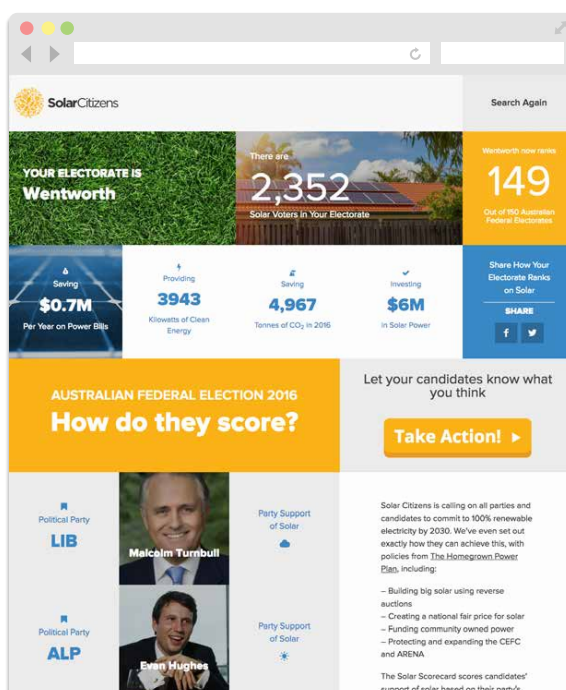 SolarCitizens
Search Again
YOUR ELECTORATE IS
Wentworth
There are
2,352
Solar Voters in Your Electorate
Wentworth now ranks
149
Out of 150 Australian
Federal Electorates
Saving
$0.7M
Per Year on Power Bills
Providing
3943
Kilowatts of Clean
Energy
Saving
4,967
Tonnes of CO₂ in 2016
Investing
$6M
in Solar Power
Share How Your
Electorate Ranks
on Solar
SHARE
AUSTRALIAN FEDERAL ELECTION 2016
How do they score?
Let your candidates know what
you think
Take Action!
Political Party
LIB
Malcolm Turnbull
Party Support
of Solar
Political Party
ALP
Evan Hughes
Party Support
of Solar
Solar Citizens is calling on all parties and
candidates to commit to 100% renewable
electricity by 2030. We've even set out
exactly how they can achieve this, with
policies from The Homegrown Power
Plan, including:
– Building big solar using reverse
auctions
– Creating a national fair price for solar
– Funding community owned power
– Protecting and expanding the CEFC
and ARENA
The Solar Scorecard scores candidates'
support of solar based on their party's